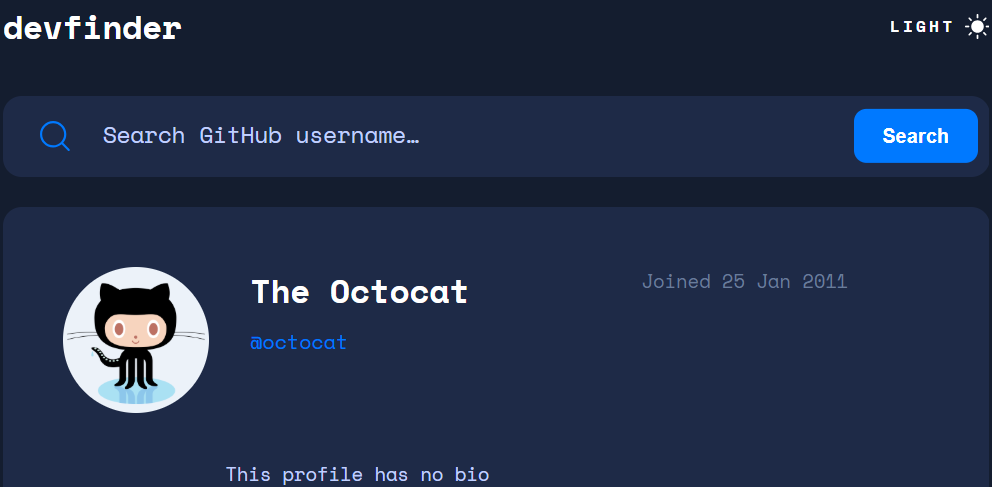 devfinder
LIGHT
Search GitHub username…
Search
The Octocat
Joined 25 Jan 2011
@octocat
This profile has no bio